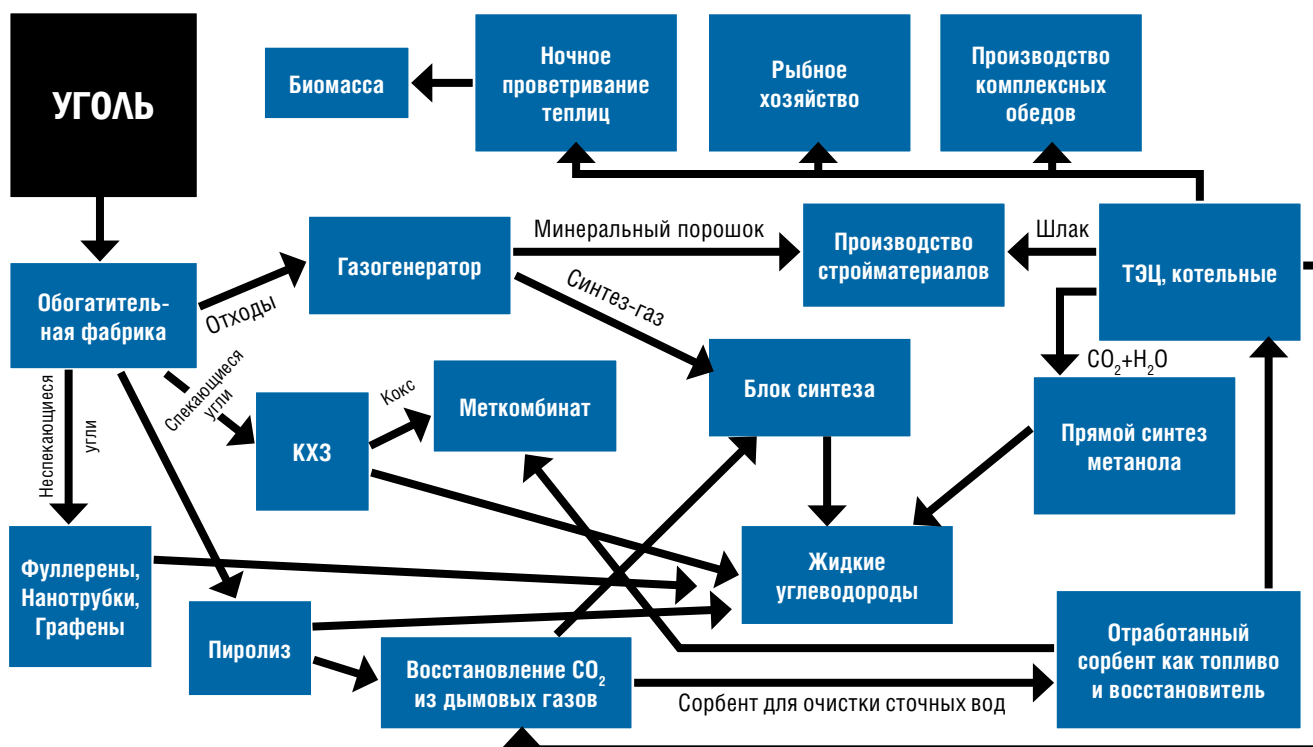 УГОЛЬ
Биомасса
Ночное
проветривание
теплиц
Рыбное
хозяйство
Производство
комплексных
обедов
Обогатитель-
ная фабрика
Отходы
Газогенератор
Минеральный порошок
Синтез-газ
Производство
стройматериалов
Шлак
ТЭЦ, котельные
CO₂+H₂O
Неспекающиеся
угли
Спекающиеся
угли
КХЗ
Кокс
Меткомбинат
Блок синтеза
Прямой синтез
метанола
Фуллерены,
Нанотрубки,
Графены
Пиролиз
Жидкие
углеводороды
Восстановление CO₂
из дымовых газов
Сорбент для очистки сточных вод
Отработанный
сорбент как топливо
и восстановитель